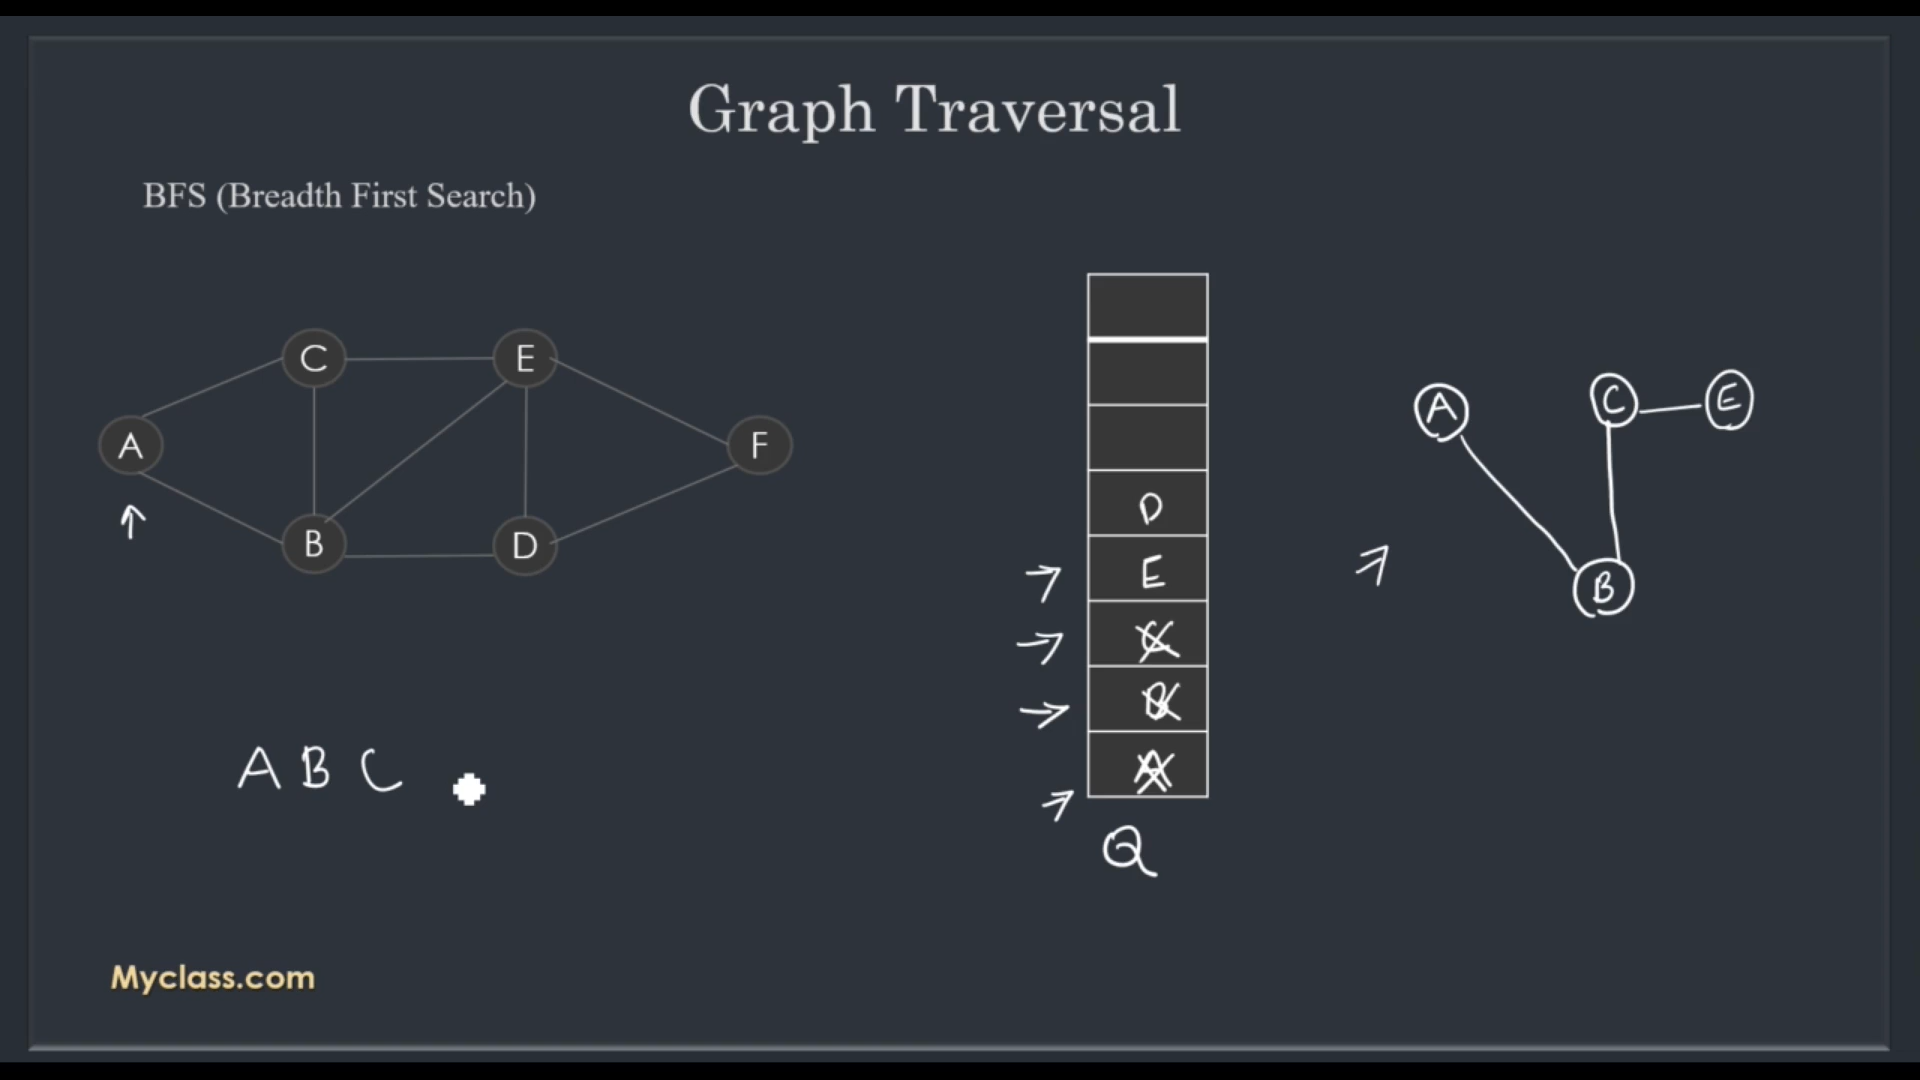 Graph Traversal
BFS (Breadth First Search)
C E
A F
B D
D
E
C
B
A
Q
A C E
B
A B C
Myclass.com